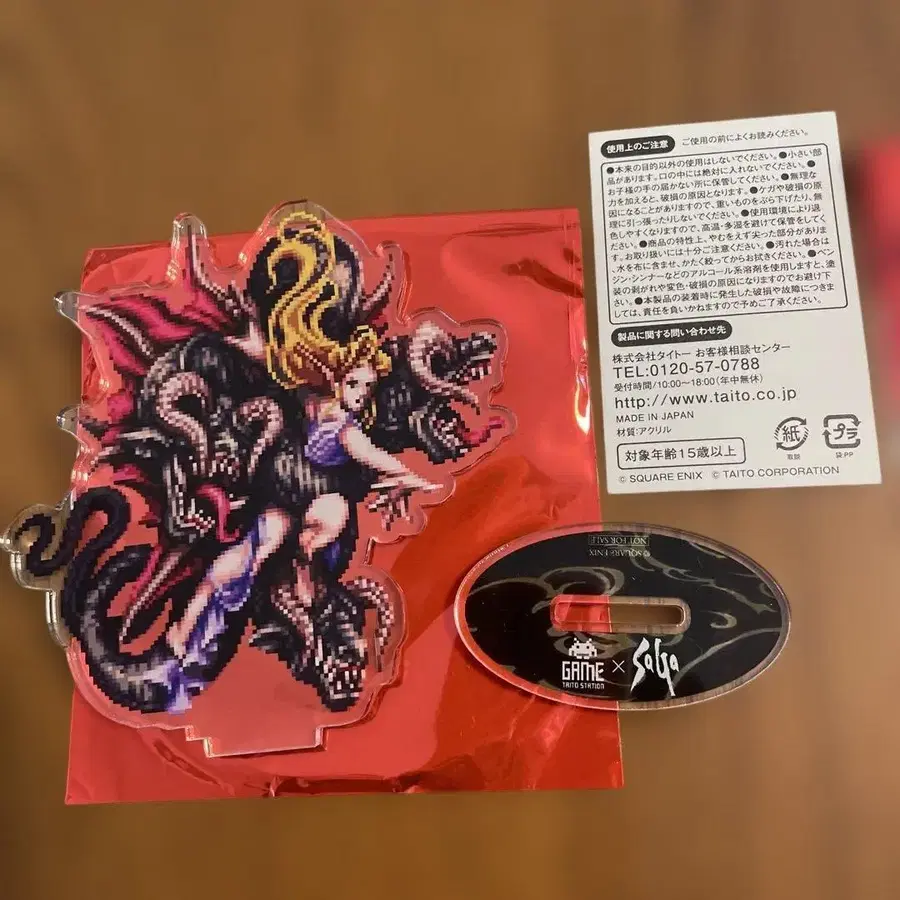 使用上のご注意 ご使用の前によくお読みください。
●本来の目的以外の使用はしないでください。●小さい部
品があります。口の中には絶対に入れないでください。●
お子様の手の届かない所に保管してください。●無理な
力を加えると、破損の原因となります。●ケガや破損の原
因になることがありますので、重いものをぶら下げたり、無
理に引っ張ったりしないでください。●使用環境により退
色しやすくなりますので、高温・多湿を避けて保管をしてく
ださい。●商品の特性上、やむをえず尖った部分がありま
す。お取り扱いには十分ご注意ください。●汚れた場合は
、水を布に含ませ、かたく絞ってからお拭きください。●ベン
ジン・シンナーなどのアルコール系溶剤を使用しますと、塗
装の剥がれや変色・破損の原因になりますのでお避け下
さい。●本製品の装着時に発生した破損や故障につきま
しては、責任を負いかねますので予めご了承ください。
製品に関する問い合わせ先
株式会社タイトー お客様相談センター
TEL:0120-57-0788
受付時間/10:00〜18:00(年中無休)
http://www.taito.co.jp
MADE IN JAPAN
材質:アクリル
対象年齢15歳以上
紙
取説
プラ
袋:PP
© SQUARE ENIX © TAITO CORPORATION
© SQUARE ENIX
NOT FOR SALE
GAME
TAITO STATION
×
SaGa